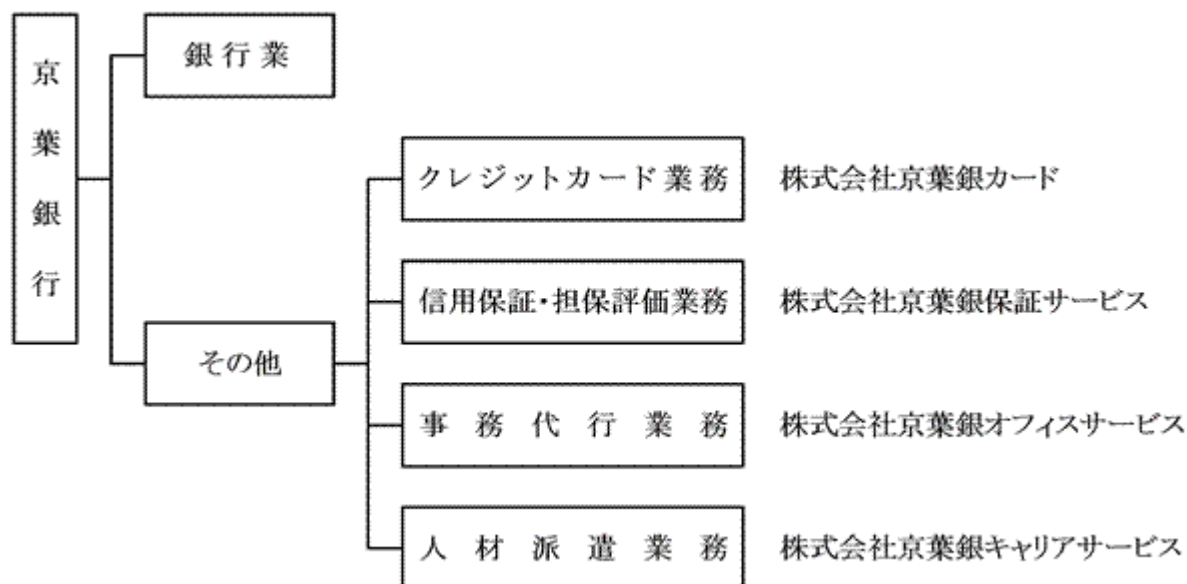 京葉銀行
銀行業
その他
クレジットカード業務 株式会社京葉銀カード
信用保証・担保評価業務 株式会社京葉銀保証サービス
事務代行業務 株式会社京葉銀オフィスサービス
人材派遣業務 株式会社京葉銀キャリアサービス